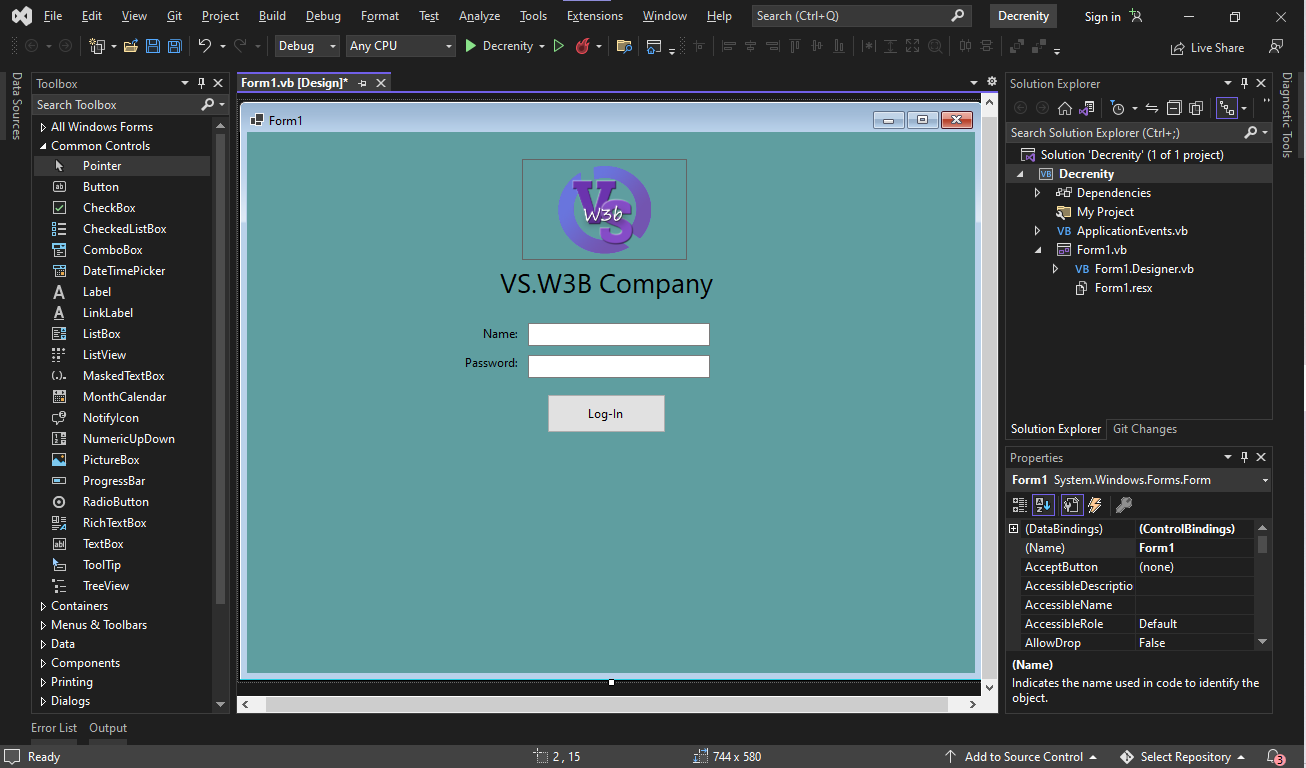 File Edit View Git Project Build Debug Format Test Analyze Tools Extensions Window Help Search (Ctrl+Q) Decrenity Sign in
Debug Any CPU Decrenity Live Share
Data Sources
Toolbox
Search Toolbox
All Windows Forms
Common Controls
Pointer
Button
CheckBox
CheckedListBox
ComboBox
DateTimePicker
Label
LinkLabel
ListBox
ListView
MaskedTextBox
MonthCalendar
NotifyIcon
NumericUpDown
PictureBox
ProgressBar
RadioButton
RichTextBox
TextBox
ToolTip
TreeView
Containers
Menus & Toolbars
Data
Components
Printing
Dialogs
Form1.vb [Design]*
Form1
VS
W3b
VS.W3B Company
Name:
Password:
Log-In
Solution Explorer
Search Solution Explorer (Ctrl+;)
Solution 'Decrenity' (1 of 1 project)
VB Decrenity
Dependencies
My Project
VB ApplicationEvents.vb
Form1.vb
VB Form1.Designer.vb
Form1.resx
Solution Explorer Git Changes
Properties
Form1 System.Windows.Forms.Form
(DataBindings) (ControlBindings)
(Name) Form1
AcceptButton (none)
AccessibleDescriptio
AccessibleName
AccessibleRole Default
AllowDrop False
(Name)
Indicates the name used in code to identify the
object.
Diagnostic Tools
Error List Output
Ready 2 , 15 744 x 580 Add to Source Control Select Repository 3